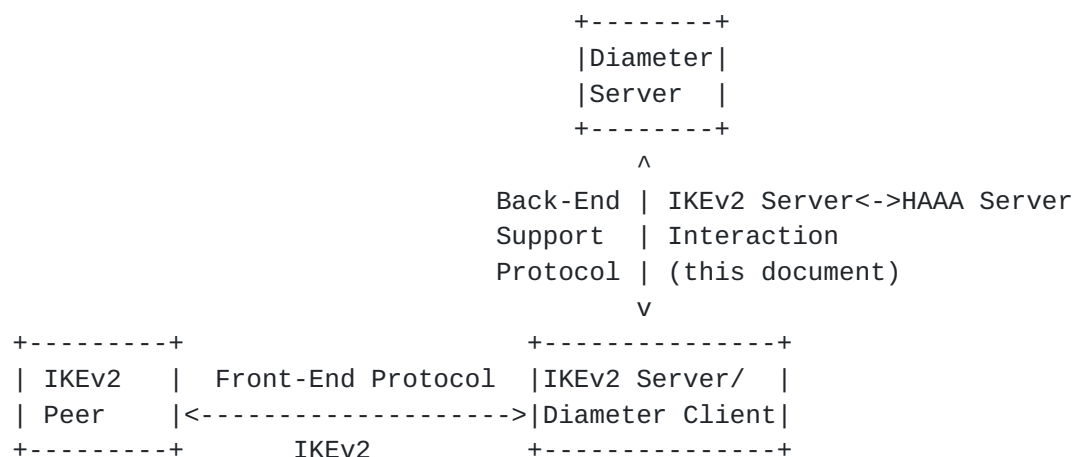 +--------+
|Diameter|
|Server  |
+--------+
^
Back-End | IKEv2 Server<->HAAA Server
Support  | Interaction
Protocol | (this document)
v
+---------+                      +---------------+
| IKEv2   |  Front-End Protocol  |IKEv2 Server/  |
| Peer    |<-------------------->|Diameter Client|
+---------+       IKEv2          +---------------+